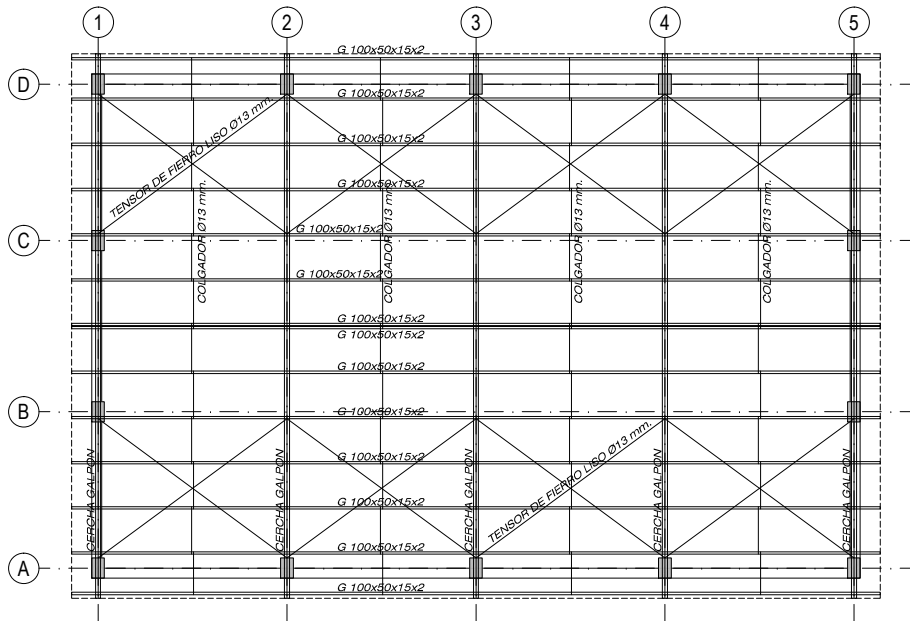 1 2 3 4 5
G 100x50x15x2
D
G 100x50x15x2
TENSOR DE FIERRO LISO Ø13 mm.
G 100x50x15x2
G 100x50x15x2
COLGADOR Ø13 mm.
COLGADOR Ø13 mm.
COLGADOR Ø13 mm.
COLGADOR Ø13 mm.
C
G 100x50x15x2
G 100x50x15x2
G 100x50x15x2
G 100x50x15x2
G 100x50x15x2
B
G 100x50x15x2
TENSOR DE FIERRO LISO Ø13 mm.
CERCHA GALPON
CERCHA GALPON
CERCHA GALPON
CERCHA GALPON
CERCHA GALPON
G 100x50x15x2
G 100x50x15x2
G 100x50x15x2
A
G 100x50x15x2